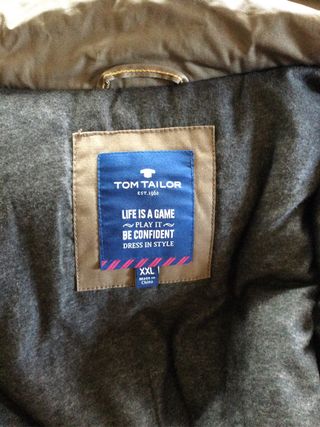 TOM TAILOR
EST. 1962
LIFE IS A GAME
~ PLAY IT ~
BE CONFIDENT
DRESS IN STYLE
XXL
Made in
China